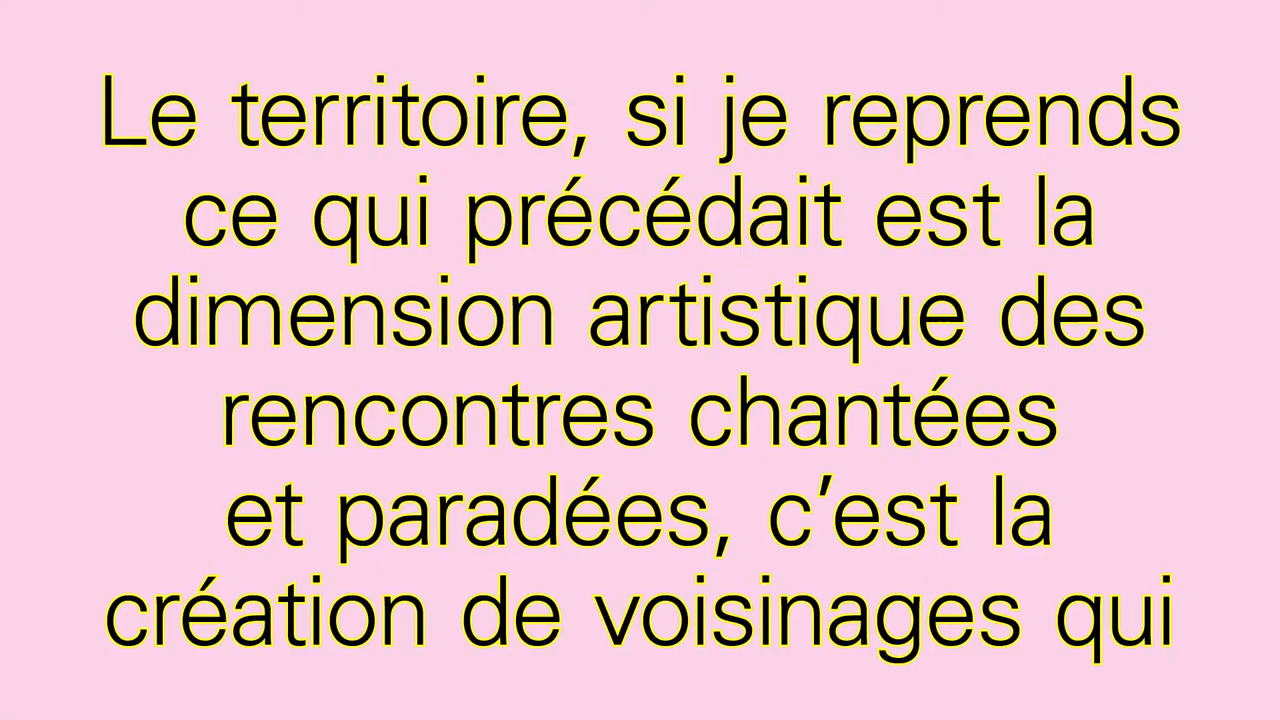 Le territoire, si je reprends
ce qui précédait est la
dimension artistique des
rencontres chantées
et paradées, c’est la
création de voisinages qui